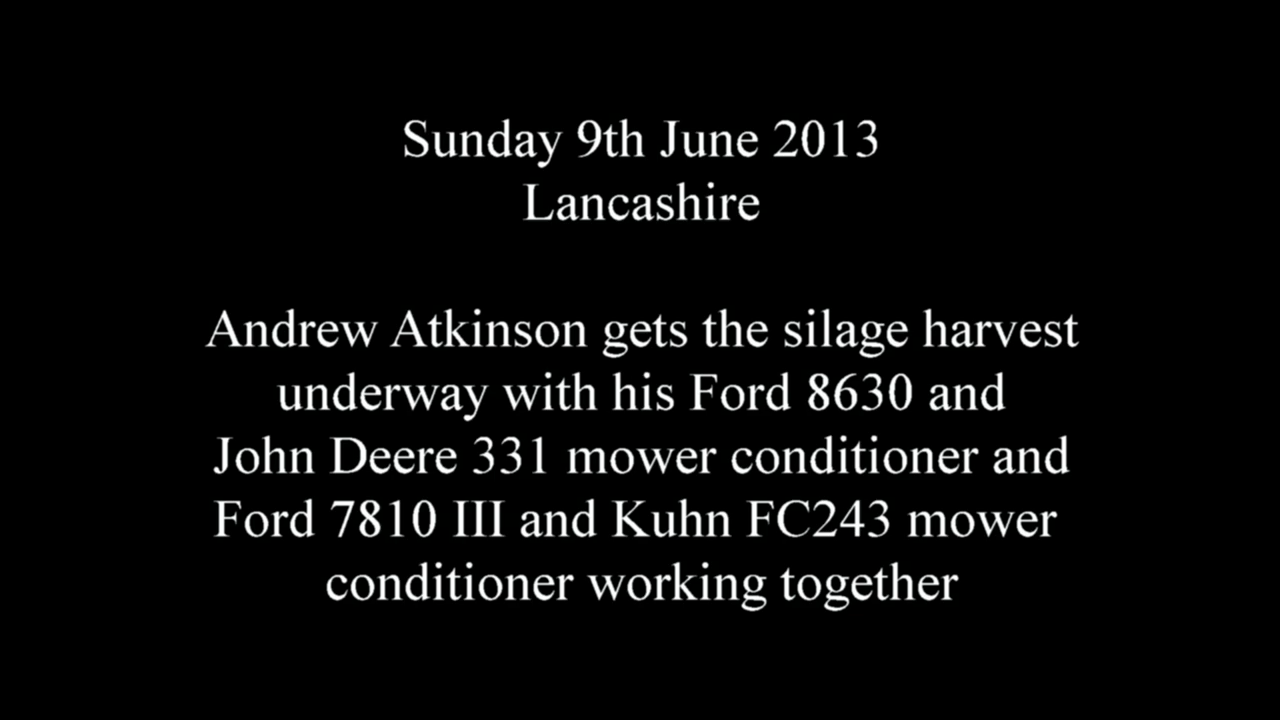 Sunday 9th June 2013
Lancashire
Andrew Atkinson gets the silage harvest
underway with his Ford 8630 and
John Deere 331 mower conditioner and
Ford 7810 III and Kuhn FC243 mower
conditioner working together